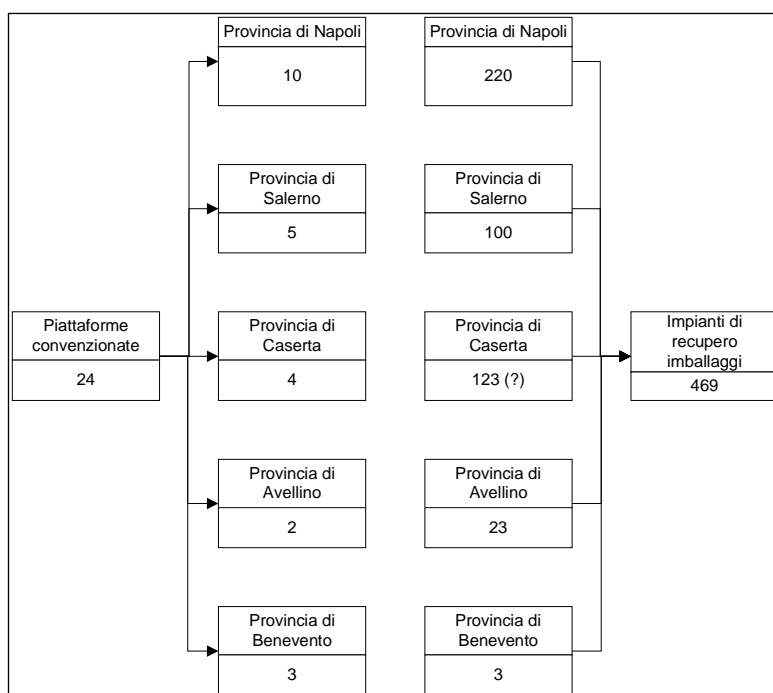 Provincia di Napoli
10
Provincia di Napoli
220
Provincia di
Salerno
5
Provincia di
Salerno
100
Piattaforme
convenzionate
24
Provincia di
Caserta
4
Provincia di
Caserta
123 (?)
Impianti di
recupero
imballaggi
469
Provincia di
Avellino
2
Provincia di
Avellino
23
Provincia di
Benevento
3
Provincia di
Benevento
3